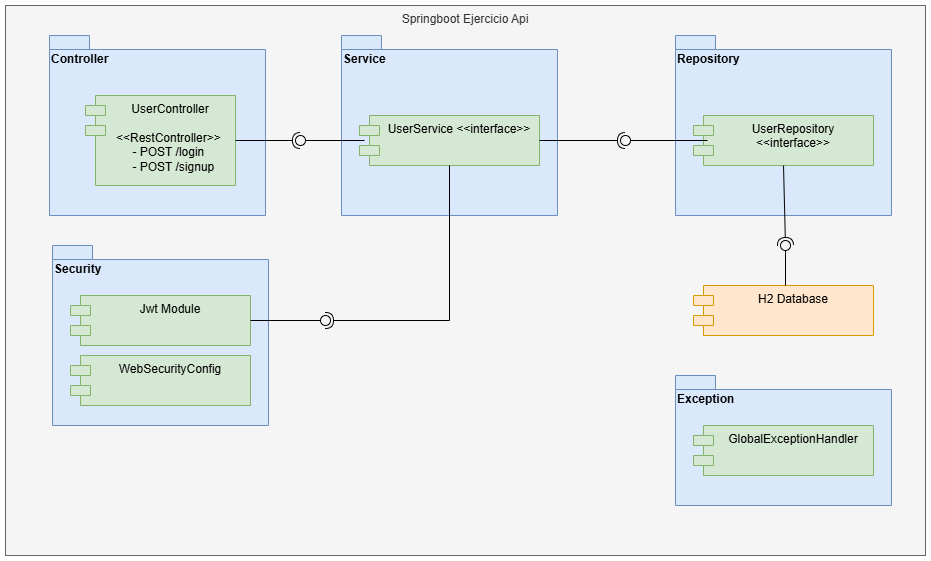 Springboot Ejercicio Api
Controller
UserController
<<RestController>>
- POST /login
- POST /signup
Service
UserService <<interface>>
Repository
UserRepository
<<interface>>
Security
Jwt Module
WebSecurityConfig
H2 Database
Exception
GlobalExceptionHandler